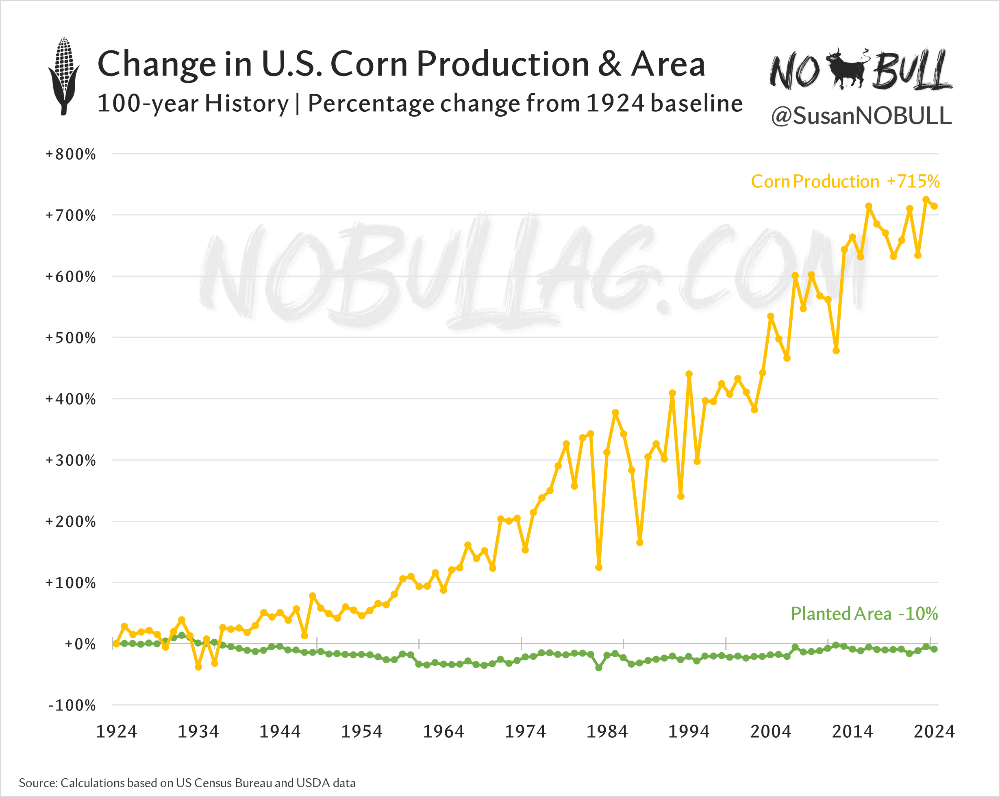 Change in U.S. Corn Production & Area
100-year History | Percentage change from 1924 baseline
NO BULL
@SusanNOBULL
+800%
Corn Production +715%
+700%
NOBULLAG.COM
+600%
+500%
+400%
+300%
+200%
+100%
Planted Area -10%
+0%
-100%
1924 1934 1944 1954 1964 1974 1984 1994 2004 2014 2024
Source: Calculations based on US Census Bureau and USDA data